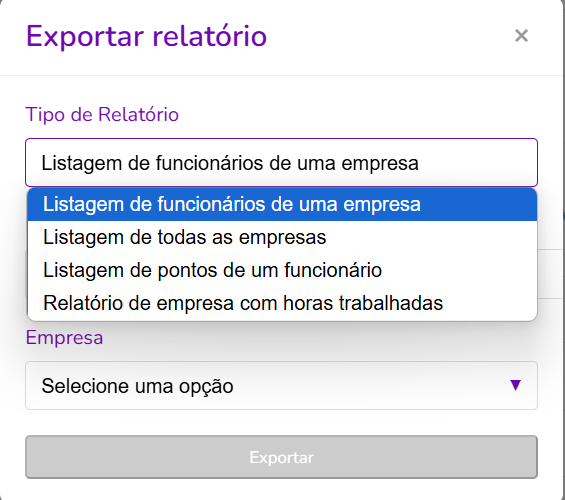 Exportar relatório
×
Tipo de Relatório
Listagem de funcionários de uma empresa
Listagem de funcionários de uma empresa
Listagem de todas as empresas
Listagem de pontos de um funcionário
Relatório de empresa com horas trabalhadas
Empresa
Selecione uma opção
Exportar